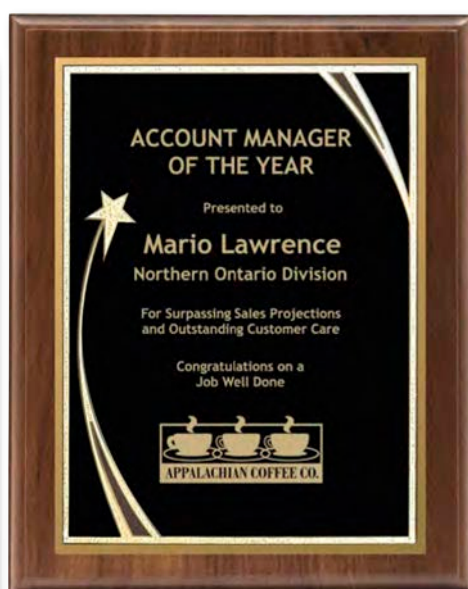 ACCOUNT MANAGER
OF THE YEAR
Presented to
Mario Lawrence
Northern Ontario Division
For Surpassing Sales Projections
and Outstanding Customer Care
Congratulations on a
Job Well Done
APPALACHIAN COFFEE CO.